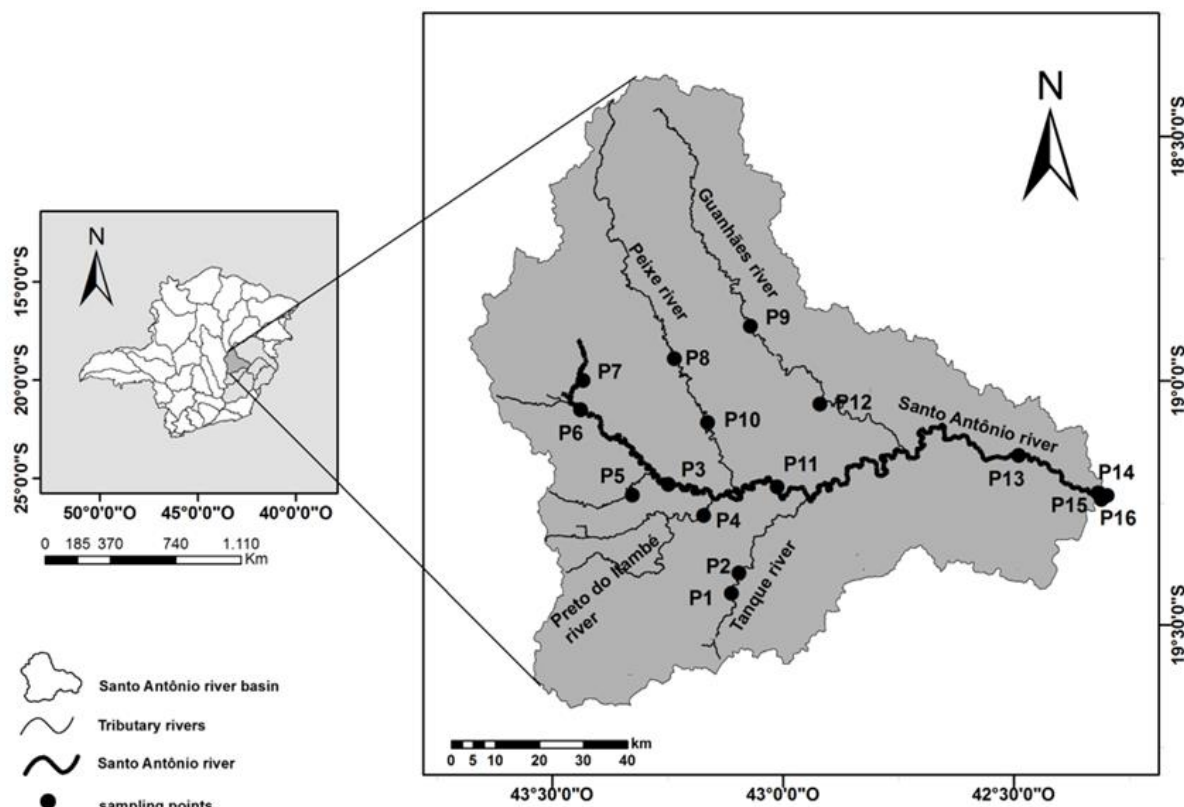 N
15°0'0"S
20°0'0"S
25°0'0"S
50°0'0"O
45°0'0"O
40°0'0"O
0 185 370 740 1.110
Km
Santo Antônio river basin
Tributary rivers
Santo Antônio river
sampling points
N
18°30'0"S
19°0'0"S
19°30'0"S
Peixe river
Guanhães river
P9
P8
P7
P6
P10
P12
Santo Antônio river
P5
P3
P11
P13
P14
P15
P16
P4
P2
P1
Preto do Itambé
river
Tanque river
km
0 5 10 20 30 40
43°30'0"O
43°0'0"O
42°30'0"O